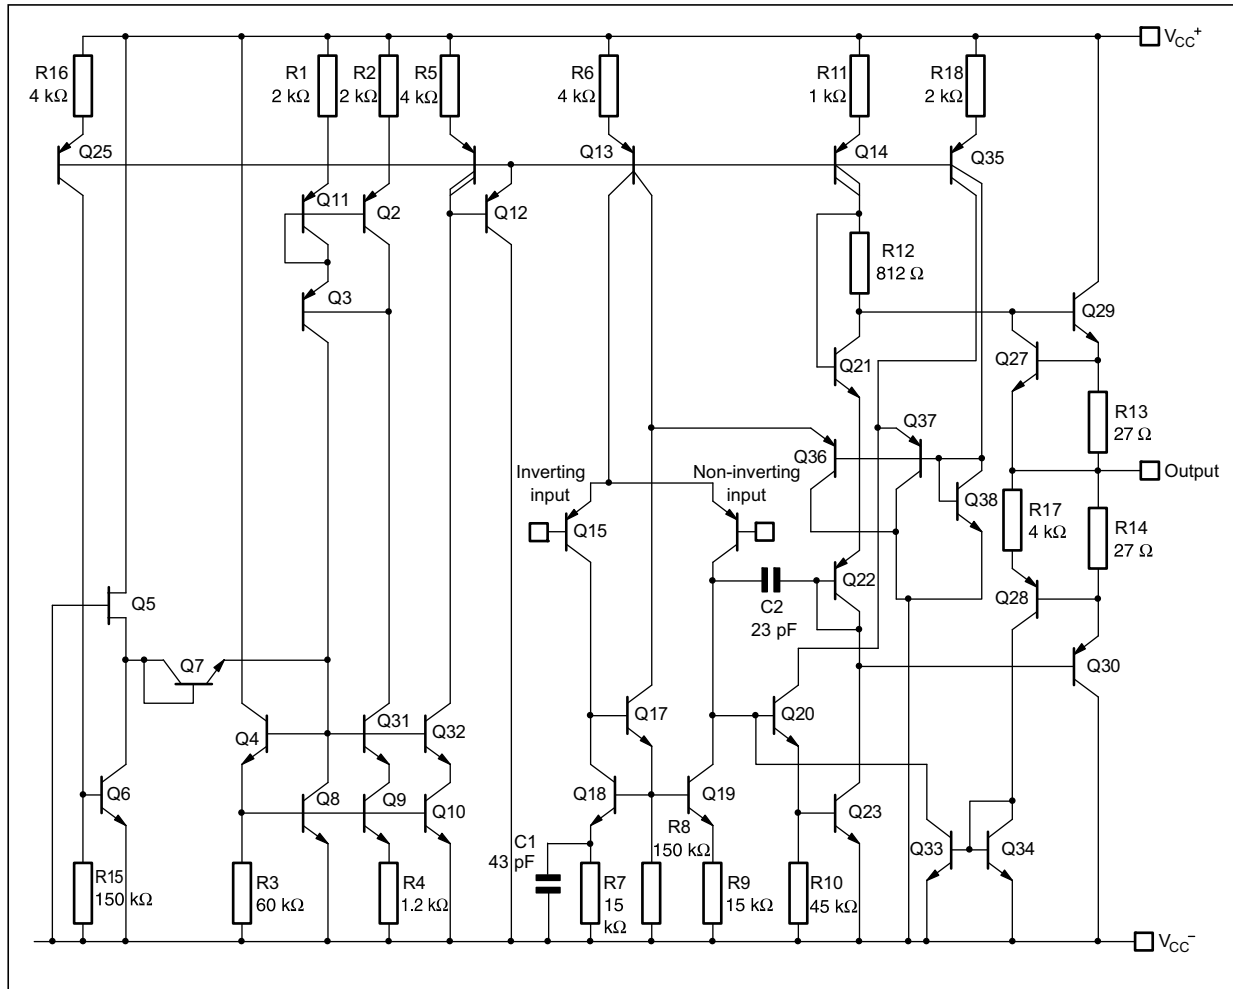 V_CC+
R16
4 kΩ
R1
2 kΩ
R2
2 kΩ
R5
4 kΩ
R6
4 kΩ
R11
1 kΩ
R18
2 kΩ
Q25
Q13
Q14
Q35
Q11
Q2
Q12
R12
812 Ω
Q3
Q29
Q27
Q21
R13
27 Ω
Q37
Q36
Inverting
input
Non-inverting
input
Output
Q38
Q15
R17
4 kΩ
R14
27 Ω
Q22
C2
23 pF
Q28
Q5
Q7
Q30
Q17
Q20
Q4
Q31
Q32
Q6
Q8
Q9
Q10
Q18
Q19
Q23
R8
150 kΩ
C1
43 pF
Q33
Q34
R15
150 kΩ
R3
60 kΩ
R4
1.2 kΩ
R7
15
kΩ
R9
15 kΩ
R10
45 kΩ
V_CC−